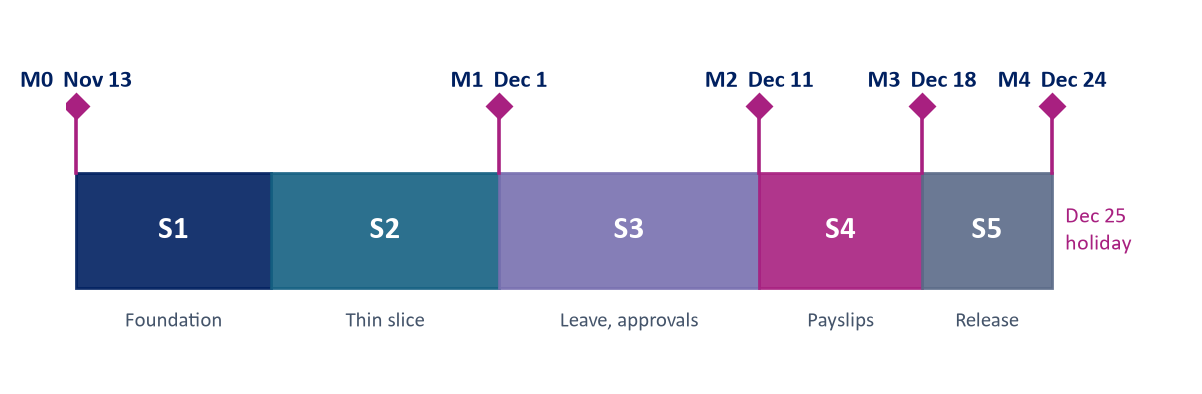 M0 Nov 13
M1 Dec 1
M2 Dec 11
M3 Dec 18
M4 Dec 24
S1
S2
S3
S4
S5
Dec 25
holiday
Foundation
Thin slice
Leave, approvals
Payslips
Release